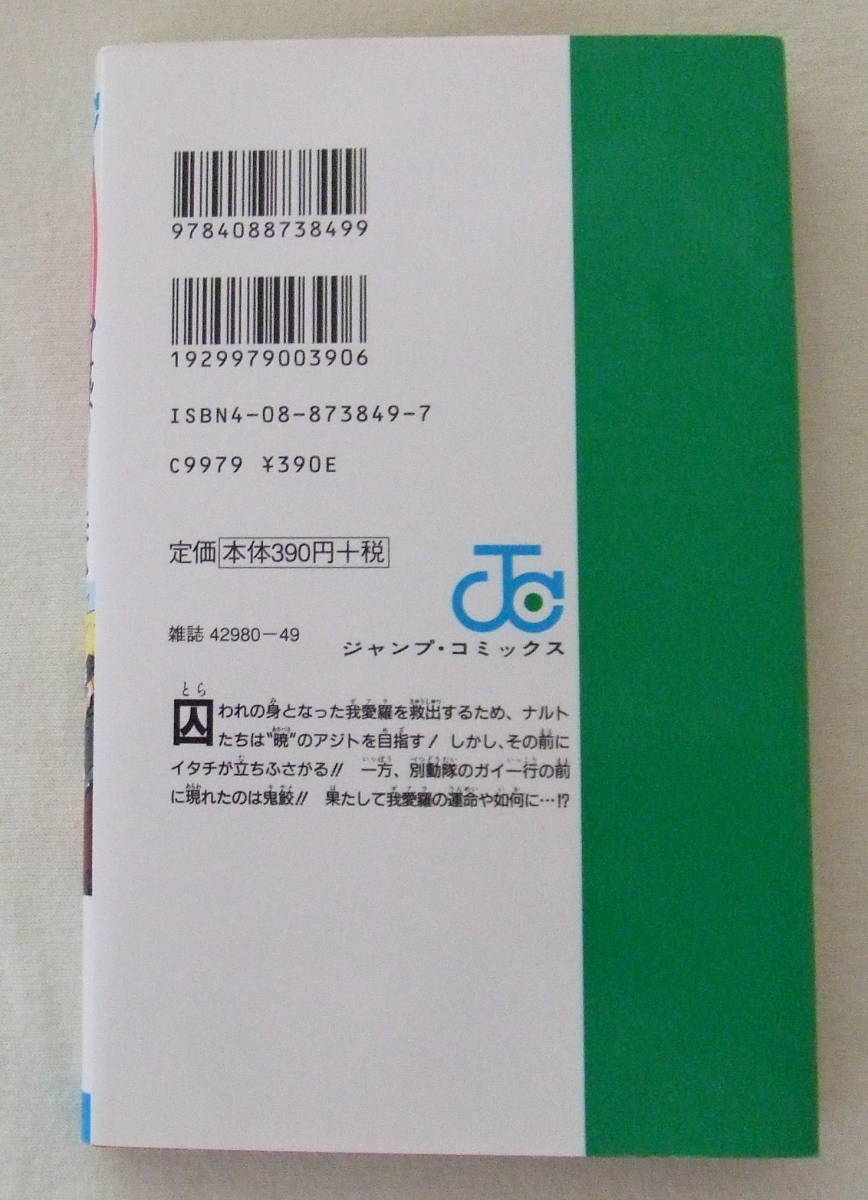 9784088738499
1929979003906
ISBN4-08-873849-7
C9979 ¥390E
定価 本体390円+税
雑誌 42980-49
ジャンプ・コミックス
囚われの身となった我愛羅を救出するため、ナルト
たちは"暁"のアジトを目指す! しかし、その前に
イタチが立ちふさがる!! 一方、別動隊のガイ一行の前
に現れたのは鬼鮫!! 果たして我愛羅の運命や如何に…!?